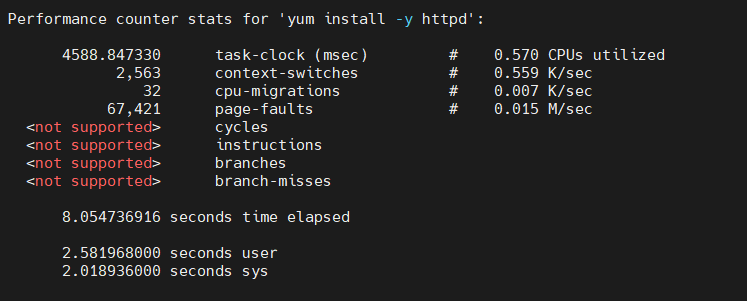 Performance counter stats for 'yum install -y httpd':
4588.847330 task-clock (msec) # 0.570 CPUs utilized
2,563 context-switches # 0.559 K/sec
32 cpu-migrations # 0.007 K/sec
67,421 page-faults # 0.015 M/sec
<not supported> cycles
<not supported> instructions
<not supported> branches
<not supported> branch-misses
8.054736916 seconds time elapsed
2.581968000 seconds user
2.018936000 seconds sys